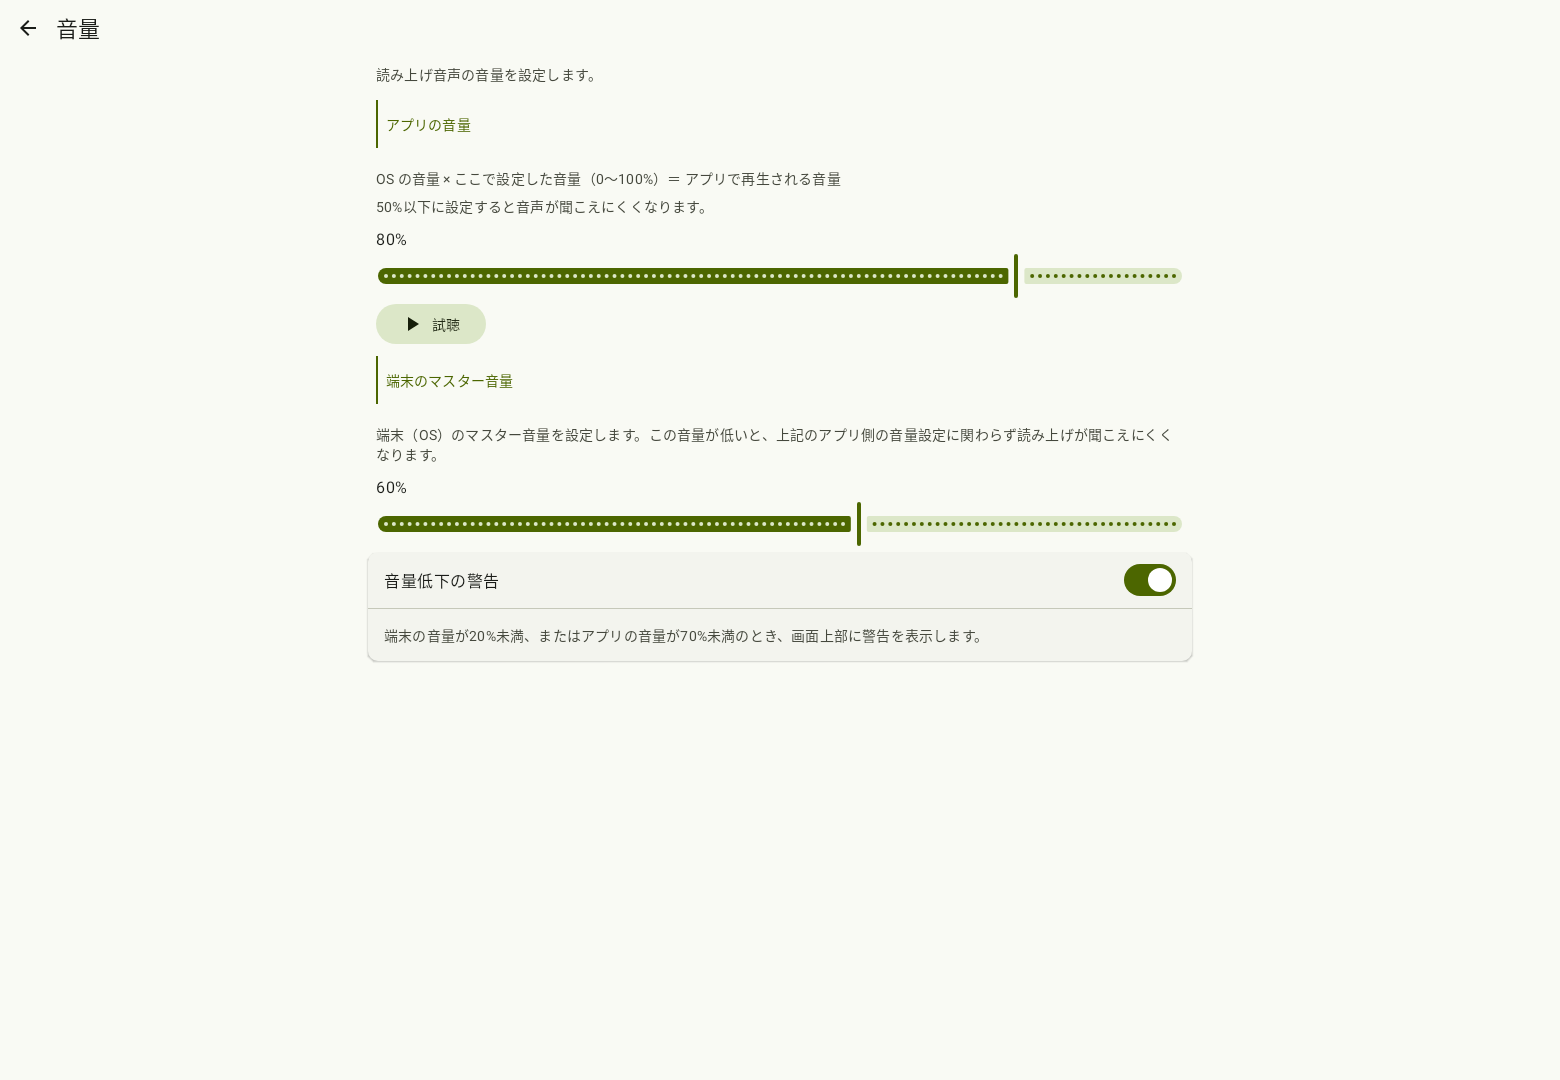 音量
読み上げ音声の音量を設定します。
アプリの音量
OS の音量 × ここで設定した音量（0〜100%）＝ アプリで再生される音量
50%以下に設定すると音声が聞こえにくくなります。
80%
試聴
端末のマスター音量
端末（OS）のマスター音量を設定します。この音量が低いと、上記のアプリ側の音量設定に関わらず読み上げが聞こえにくく
なります。
60%
音量低下の警告
端末の音量が20%未満、またはアプリの音量が70%未満のとき、画面上部に警告を表示します。